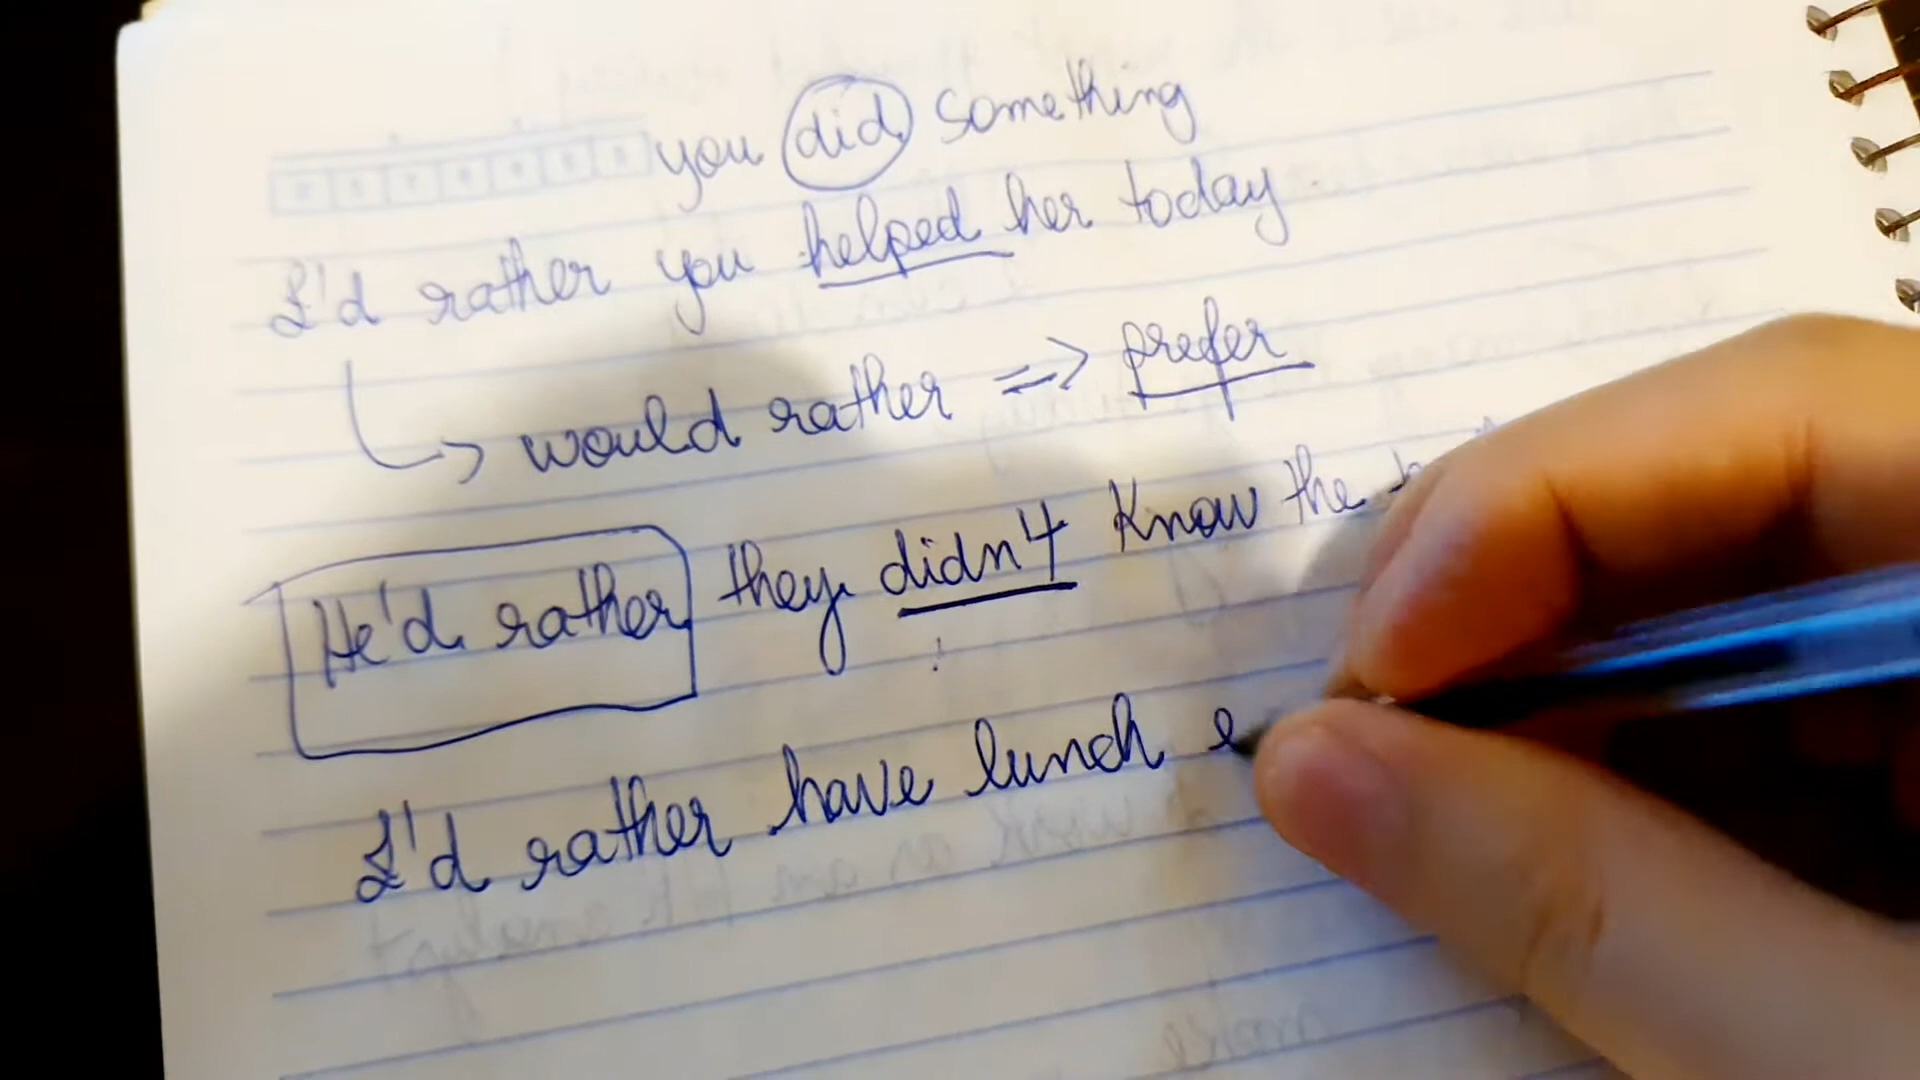 you did something
I'd rather you helped her today.
would rather => prefer
He'd rather they didn't know the
I'd rather have lunch